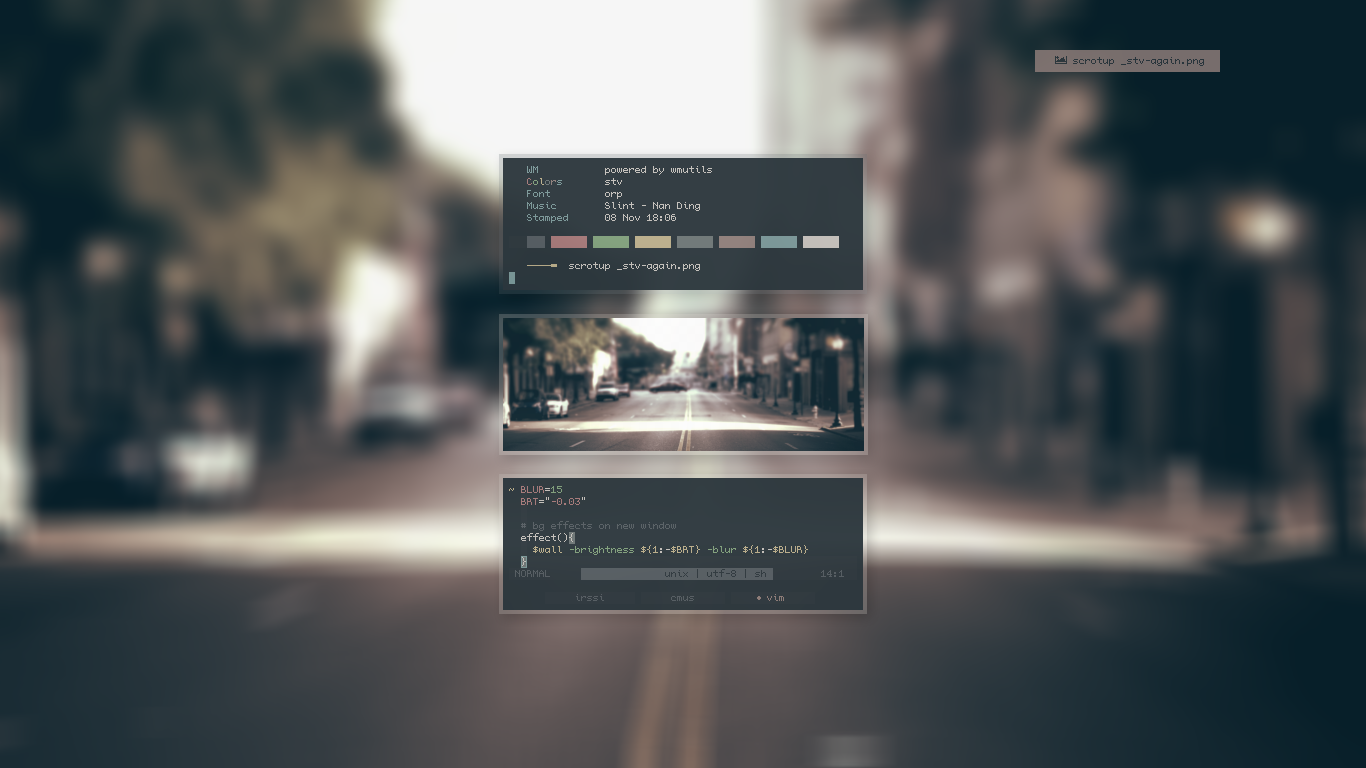 scrotup _stv-again.png
WM powered by wmutils
Colors stv
Font orp
Music Slint - Nan Ding
Stamped 08 Nov 18:06
scrotup _stv-again.png
~ BLUR=15
BRT="-0.03"
# bg effects on new window
effect(){
$wall -brightness ${1:-$BRT} -blur ${1:-$BLUR}
}
NORMAL unix | utf-8 | sh 14:1
irssi cmus • vim